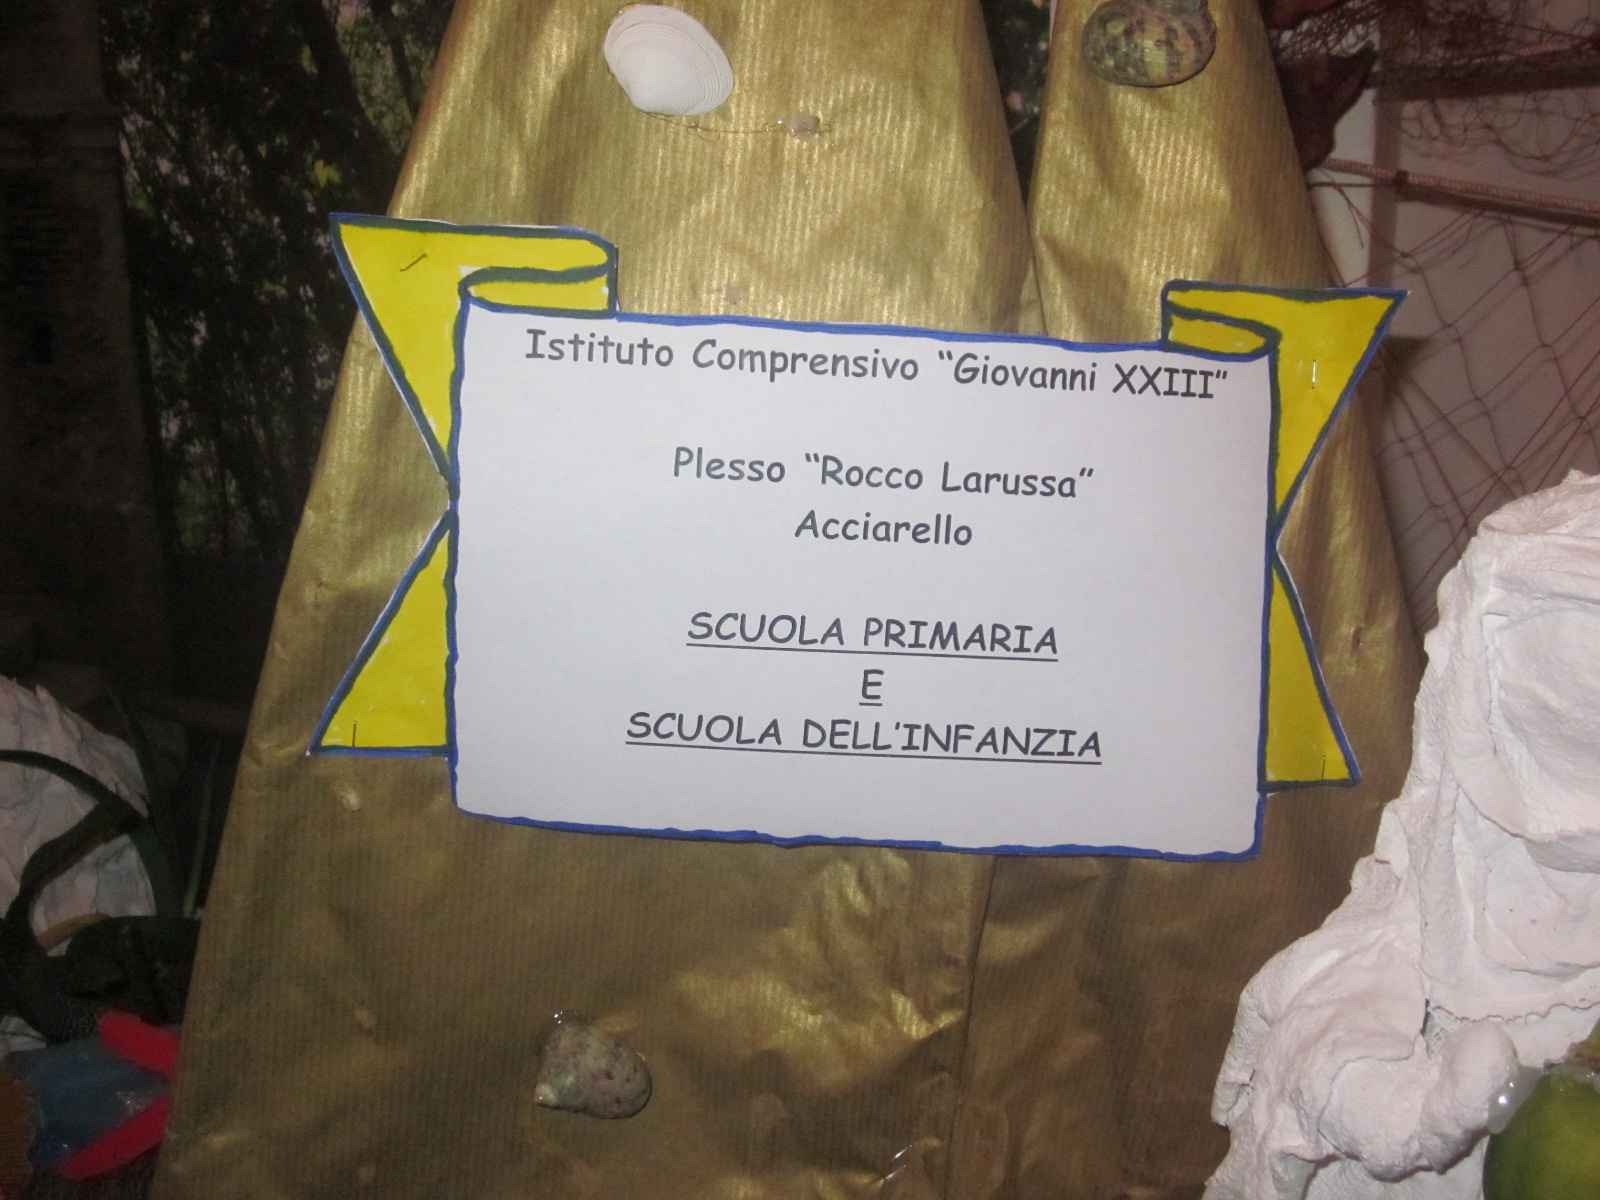 Istituto Comprensivo “Giovanni XXIII”
Plesso “Rocco Larussa”
Acciarello
SCUOLA PRIMARIA
E
SCUOLA DELL'INFANZIA